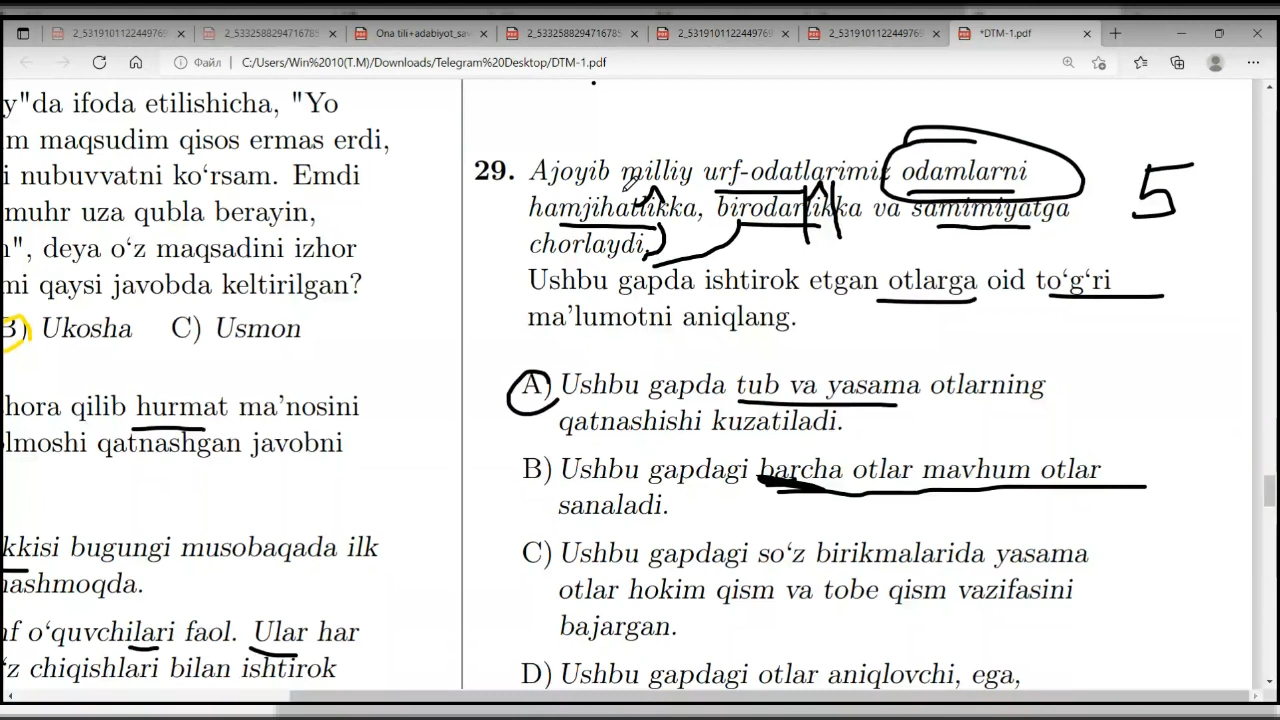 2_5319101122449769
2_5332588294716785
Ona tili+adabiyot_sav
2_5332588294716785
2_5319101122449769
2_5319101122449769
*DTM-1.pdf
Файл
C:/Users/Win%2010(T.M)/Downloads/Telegram%20Desktop/DTM-1.pdf
y"da ifoda etilishicha, "Yo
m maqsudim qisos ermas erdi,
i nubuvvatni ko‘rsam. Emdi
muhr uza qubla berayin,
n", deya o‘z maqsadini izhor
mi qaysi javobda keltirilgan?
B) Ukosha C) Usmon
hora qilib hurmat ma’nosini
olmoshi qatnashgan javobni
kkisi bugungi musobaqada ilk
nashmoqda.
nf o‘quvchilari faol. Ular har
‘z chiqishlari bilan ishtirok
29. Ajoyib milliy urf-odatlarimiz odamlarni
hamjihatlikka, birodarlikka va samimiyatga
chorlaydi.
5
Ushbu gapda ishtirok etgan otlarga oid to‘g‘ri
ma’lumotni aniqlang.
A) Ushbu gapda tub va yasama otlarning
qatnashishi kuzatiladi.
B) Ushbu gapdagi barcha otlar mavhum otlar
sanaladi.
C) Ushbu gapdagi so‘z birikmalarida yasama
otlar hokim qism va tobe qism vazifasini
bajargan.
D) Ushbu gapdagi otlar aniqlovchi, ega,